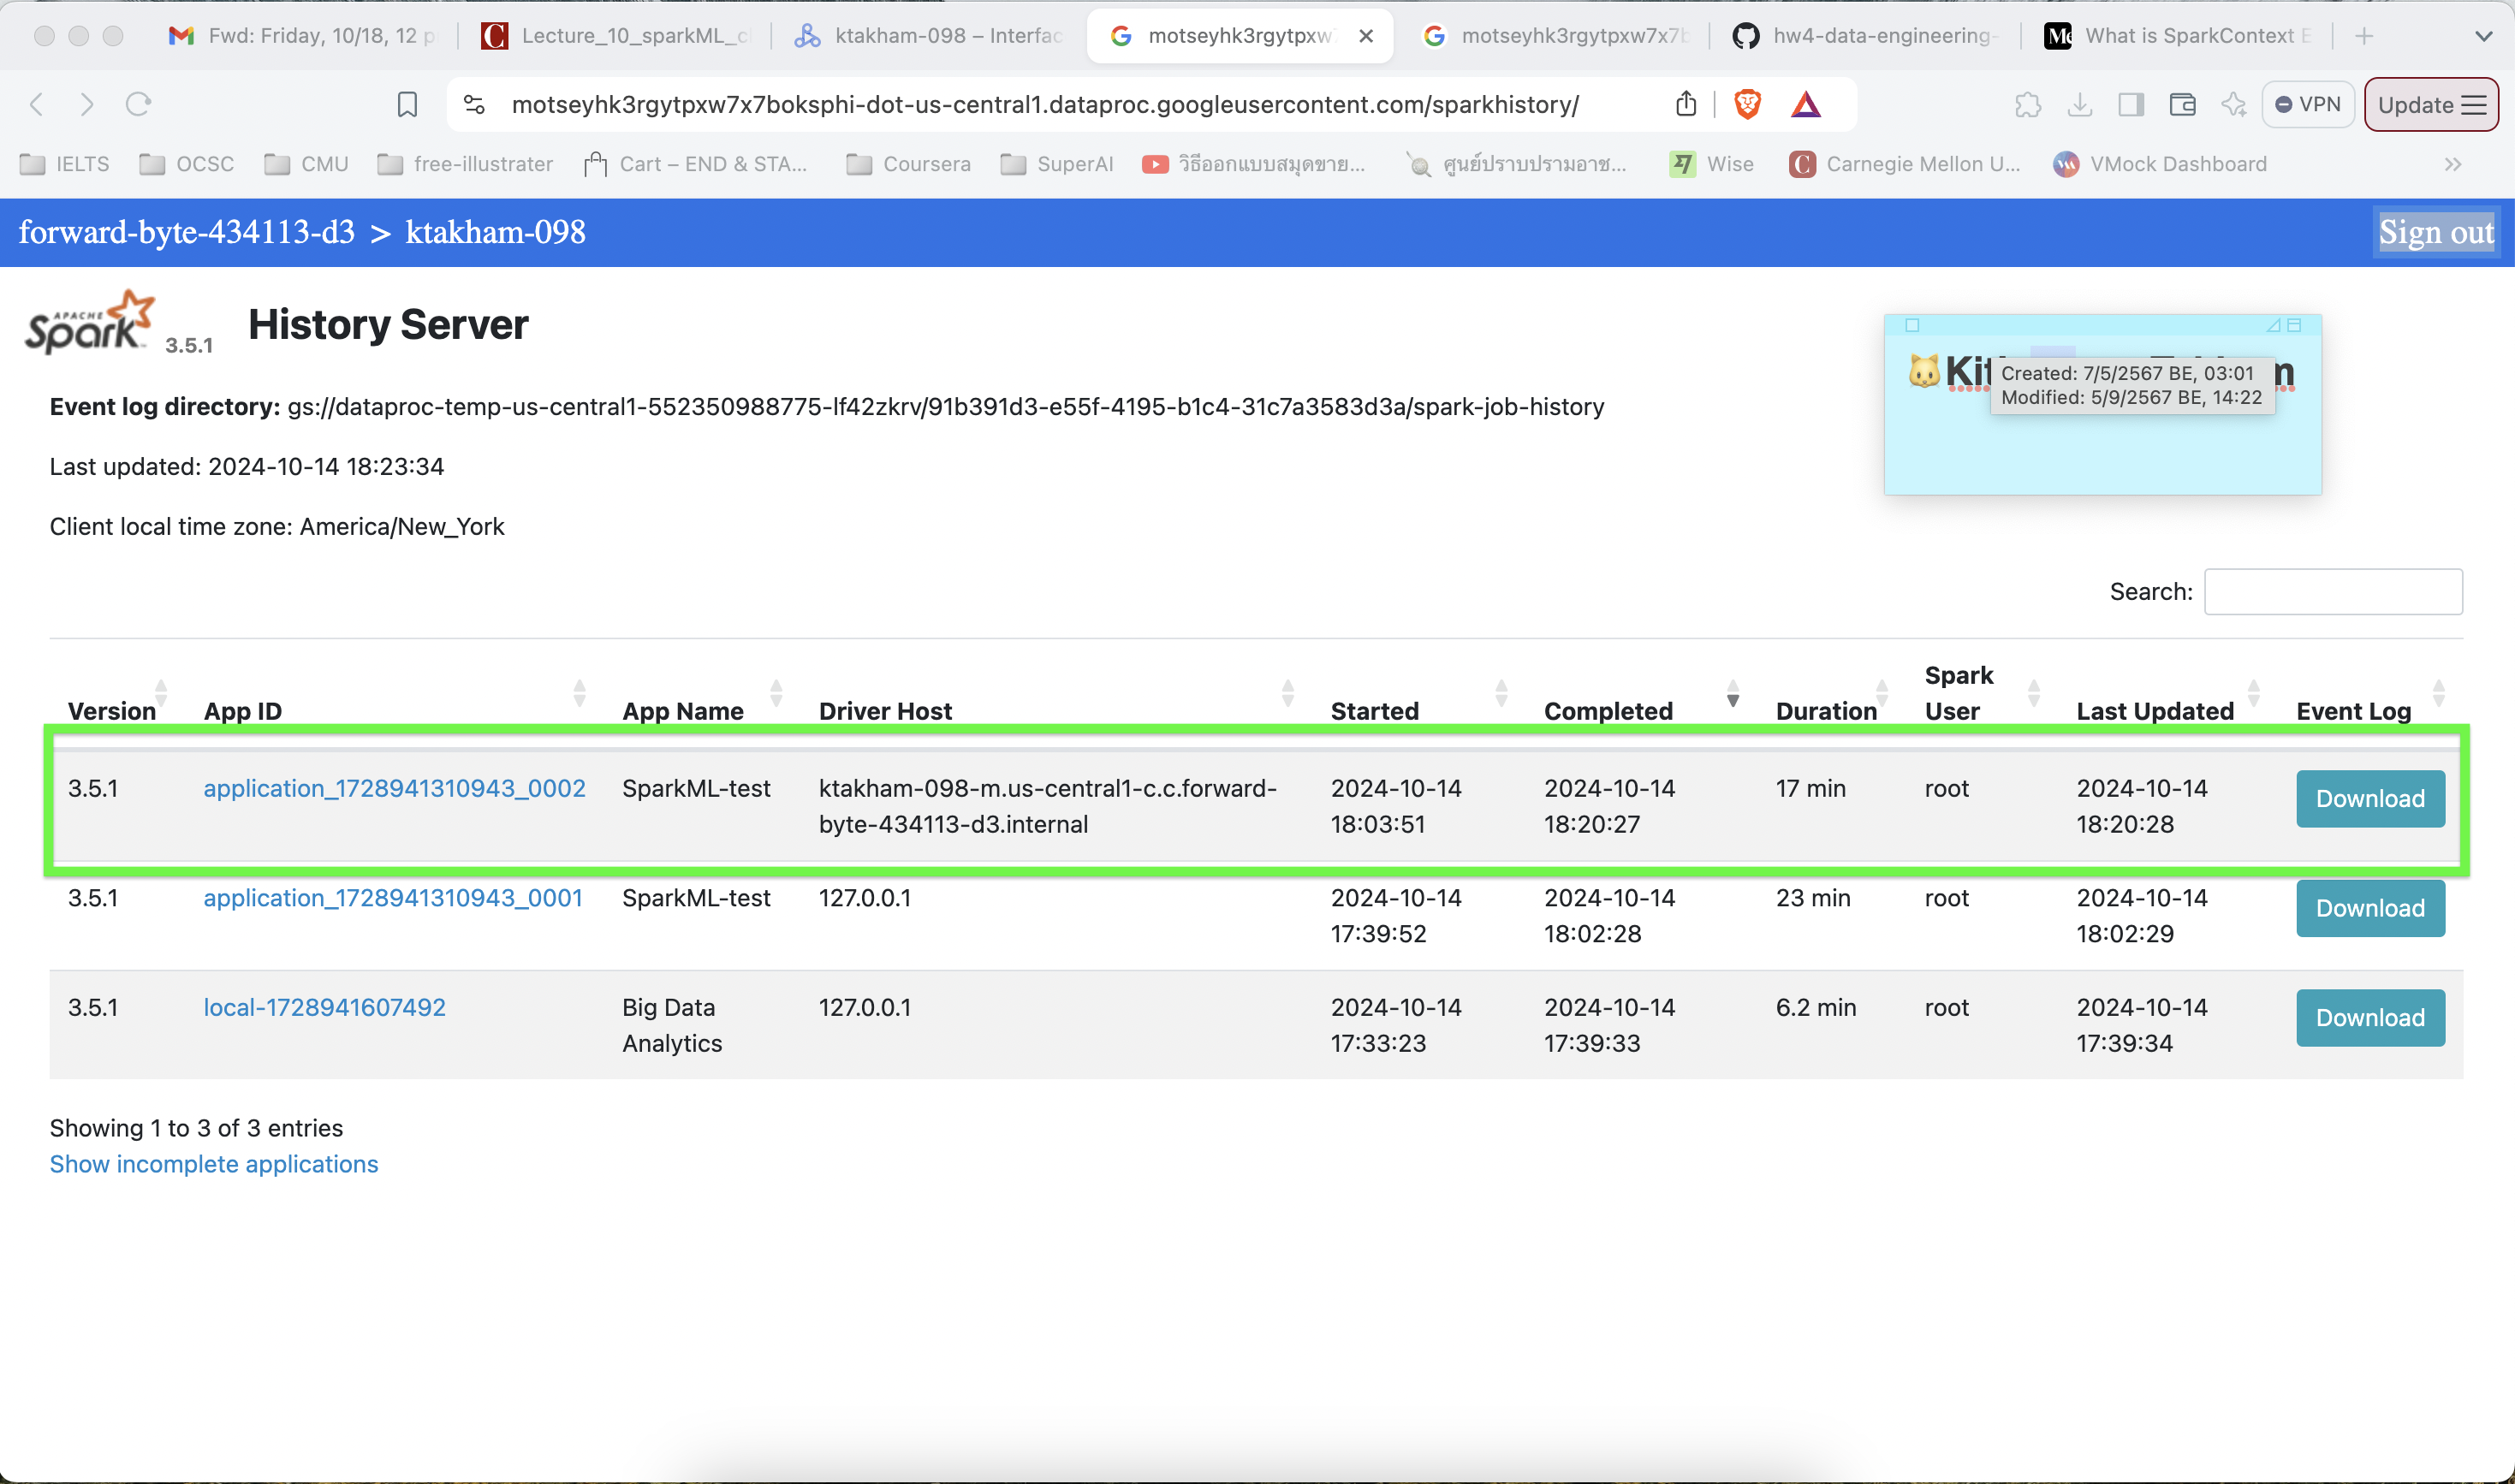 Fwd: Friday, 10/18, 12 p
Lecture_10_sparkML_c
ktakham-098 – Interfac
motseyhk3rgytpxw
motseyhk3rgytpxw7x7b
hw4-data-engineering-
What is SparkContext E
motseyhk3rgytpxw7x7boksphi-dot-us-central1.dataproc.googleusercontent.com/sparkhistory/
VPN
Update
IELTS
OCSC
CMU
free-illustrater
Cart – END & STA...
Coursera
SuperAI
วิธีออกแบบสมุดขาย...
ศูนย์ปราบปรามอาช...
Wise
Carnegie Mellon U...
VMock Dashboard
forward-byte-434113-d3 > ktakham-098
Sign out
APACHE Spark 3.5.1
History Server
Created: 7/5/2567 BE, 03:01
Modified: 5/9/2567 BE, 14:22
Event log directory: gs://dataproc-temp-us-central1-552350988775-lf42zkrv/91b391d3-e55f-4195-b1c4-31c7a3583d3a/spark-job-history
Last updated: 2024-10-14 18:23:34
Client local time zone: America/New_York
Search:
Version App ID App Name Driver Host Started Completed Duration Spark User Last Updated Event Log
3.5.1 application_1728941310943_0002 SparkML-test ktakham-098-m.us-central1-c.c.forward- 2024-10-14 2024-10-14 17 min root 2024-10-14 Download
byte-434113-d3.internal 18:03:51 18:20:27 18:20:28
3.5.1 application_1728941310943_0001 SparkML-test 127.0.0.1 2024-10-14 2024-10-14 23 min root 2024-10-14 Download
17:39:52 18:02:28 18:02:29
3.5.1 local-1728941607492 Big Data 127.0.0.1 2024-10-14 2024-10-14 6.2 min root 2024-10-14 Download
Analytics 17:33:23 17:39:33 17:39:34
Showing 1 to 3 of 3 entries
Show incomplete applications